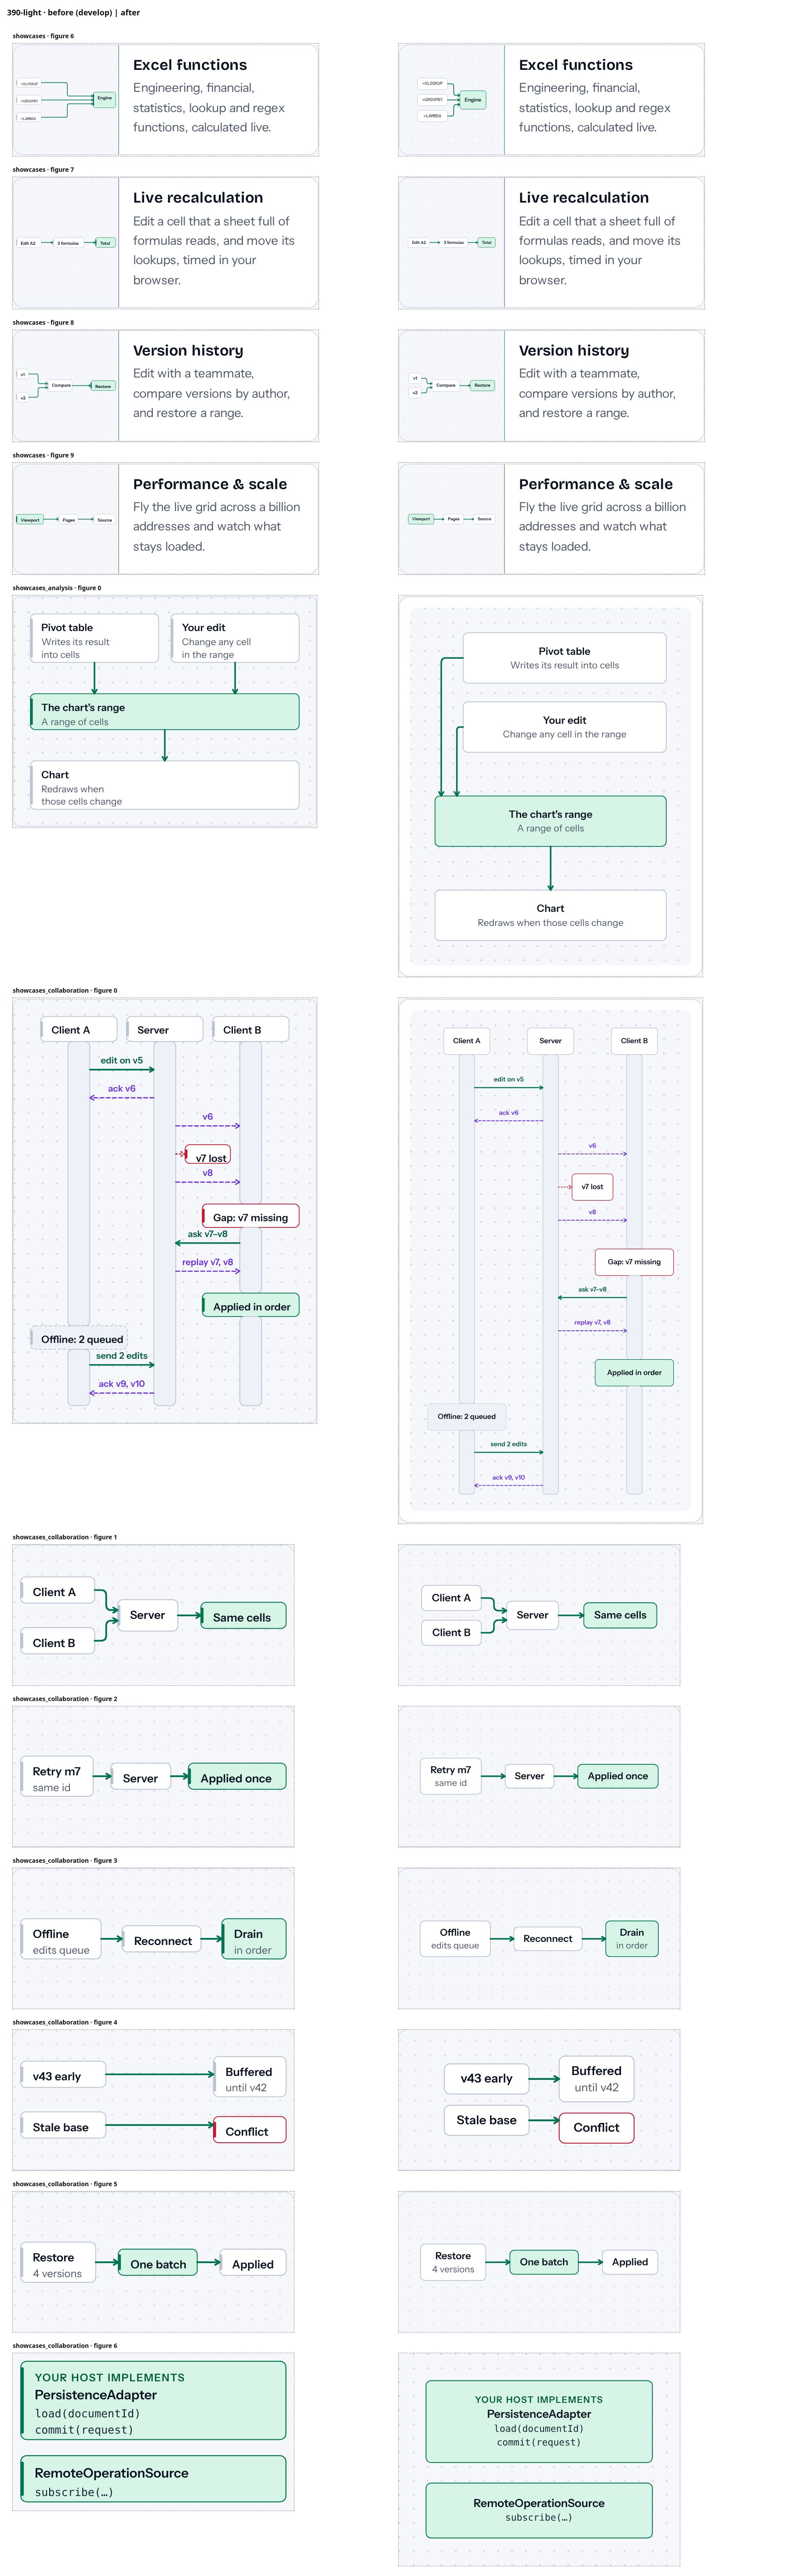 390-light · before (develop) | after
showcases · figure 6
=XLOOKUP
=GROUPBY
=LAMBDA
Engine
Excel functions
Engineering, financial,
statistics, lookup and regex
functions, calculated live.
=XLOOKUP
=GROUPBY
=LAMBDA
Engine
Excel functions
Engineering, financial,
statistics, lookup and regex
functions, calculated live.
showcases · figure 7
Edit A2
3 formulas
Total
Live recalculation
Edit a cell that a sheet full of
formulas reads, and move its
lookups, timed in your
browser.
Edit A2
3 formulas
Total
Live recalculation
Edit a cell that a sheet full of
formulas reads, and move its
lookups, timed in your
browser.
showcases · figure 8
v1
v2
Compare
Restore
Version history
Edit with a teammate,
compare versions by author,
and restore a range.
v1
v2
Compare
Restore
Version history
Edit with a teammate,
compare versions by author,
and restore a range.
showcases · figure 9
Viewport
Pages
Source
Performance & scale
Fly the live grid across a billion
addresses and watch what
stays loaded.
Viewport
Pages
Source
Performance & scale
Fly the live grid across a billion
addresses and watch what
stays loaded.
showcases_analysis · figure 0
Pivot table
Writes its result
into cells
Your edit
Change any cell
in the range
The chart's range
A range of cells
Chart
Redraws when
those cells change
Pivot table
Writes its result into cells
Your edit
Change any cell in the range
The chart's range
A range of cells
Chart
Redraws when those cells change
showcases_collaboration · figure 0
Client A
Server
Client B
edit on v5
ack v6
v6
v7 lost
v8
Gap: v7 missing
ask v7–v8
replay v7, v8
Applied in order
Offline: 2 queued
send 2 edits
ack v9, v10
Client A
Server
Client B
edit on v5
ack v6
v6
v7 lost
v8
Gap: v7 missing
ask v7–v8
replay v7, v8
Applied in order
Offline: 2 queued
send 2 edits
ack v9, v10
showcases_collaboration · figure 1
Client A
Client B
Server
Same cells
Client A
Client B
Server
Same cells
showcases_collaboration · figure 2
Retry m7
same id
Server
Applied once
Retry m7
same id
Server
Applied once
showcases_collaboration · figure 3
Offline
edits queue
Reconnect
Drain
in order
Offline
edits queue
Reconnect
Drain
in order
showcases_collaboration · figure 4
v43 early
Buffered
until v42
Stale base
Conflict
v43 early
Buffered
until v42
Stale base
Conflict
showcases_collaboration · figure 5
Restore
4 versions
One batch
Applied
Restore
4 versions
One batch
Applied
showcases_collaboration · figure 6
YOUR HOST IMPLEMENTS
PersistenceAdapter
load(documentId)
commit(request)
RemoteOperationSource
subscribe(…)
YOUR HOST IMPLEMENTS
PersistenceAdapter
load(documentId)
commit(request)
RemoteOperationSource
subscribe(…)